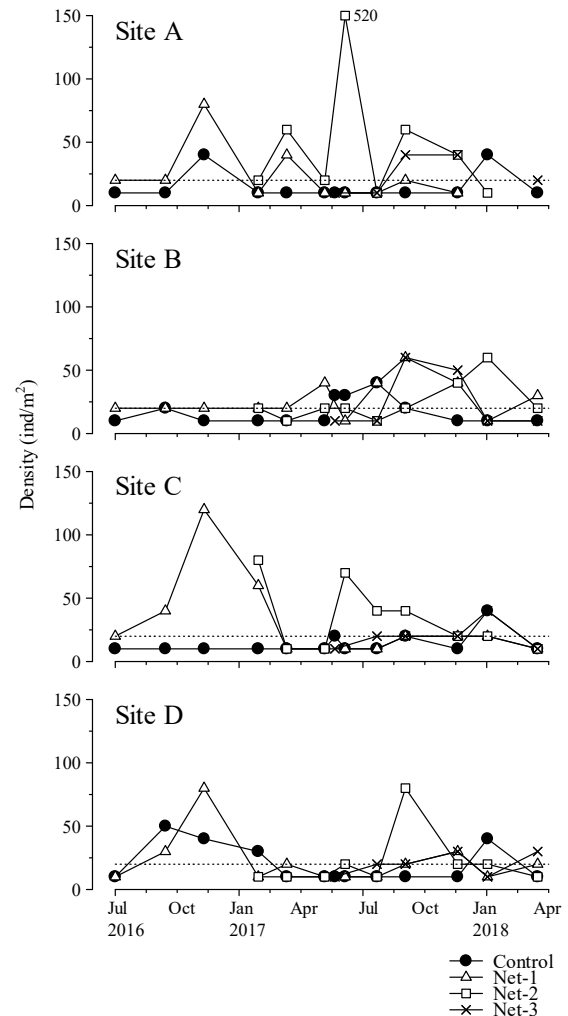 150
Site A
520
100
50
0
150
Site B
100
50
0
Density (ind/m²)
150
Site C
100
50
0
150
Site D
100
50
0
Jul Oct Jan Apr Jul Oct Jan Apr
2016 2017 2018
Control
Net-1
Net-2
Net-3